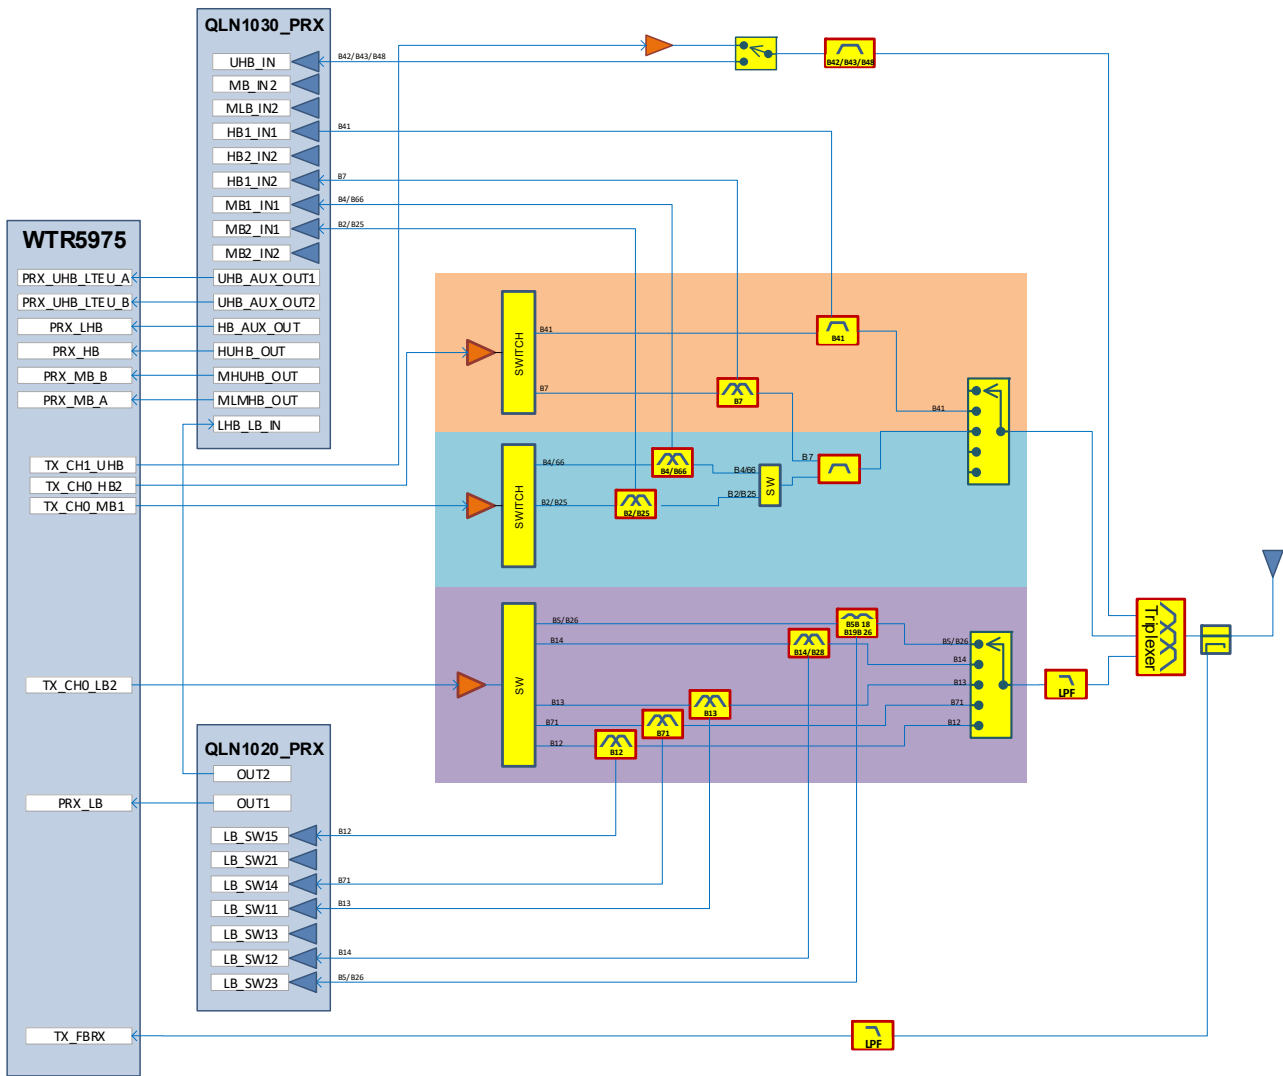 QLN1030_PRX
UHB_IN
MB_IN2
MLB_IN2
HB1_IN1
HB2_IN2
HB1_IN2
MB1_IN1
MB2_IN1
MB2_IN2
UHB_AUX_OUT1
UHB_AUX_OUT2
HB_AUX_OUT
HUHB_OUT
MHUHB_OUT
MLMHB_OUT
LHB_LB_IN
B42/B43/B48
B41
B7
B4/B66
B2/B25
B42/B43/B48
WTR5975
PRX_UHB_LTEU_A
PRX_UHB_LTEU_B
PRX_LHB
PRX_HB
PRX_MB_B
PRX_MB_A
TX_CH1_UHB
TX_CH0_HB2
TX_CH0_MB1
TX_CH0_LB2
PRX_LB
TX_FBRX
SWITCH
B41
B7
B41
B7
B41
SWITCH
B4/66
B2/B25
B4/B66
B2/B25
B4/66
B2/B25
SW
B7
SW
B5/B26
B14
B13
B71
B12
B5B 18
B19B 26
B14/B28
B13
B71
B12
B5/B26
B14
B13
B71
B12
LPF
Triplexer
QLN1020_PRX
OUT2
OUT1
LB_SW15
LB_SW21
LB_SW14
LB_SW11
LB_SW13
LB_SW12
LB_SW23
B12
B71
B13
B14
B5/B26
LPF